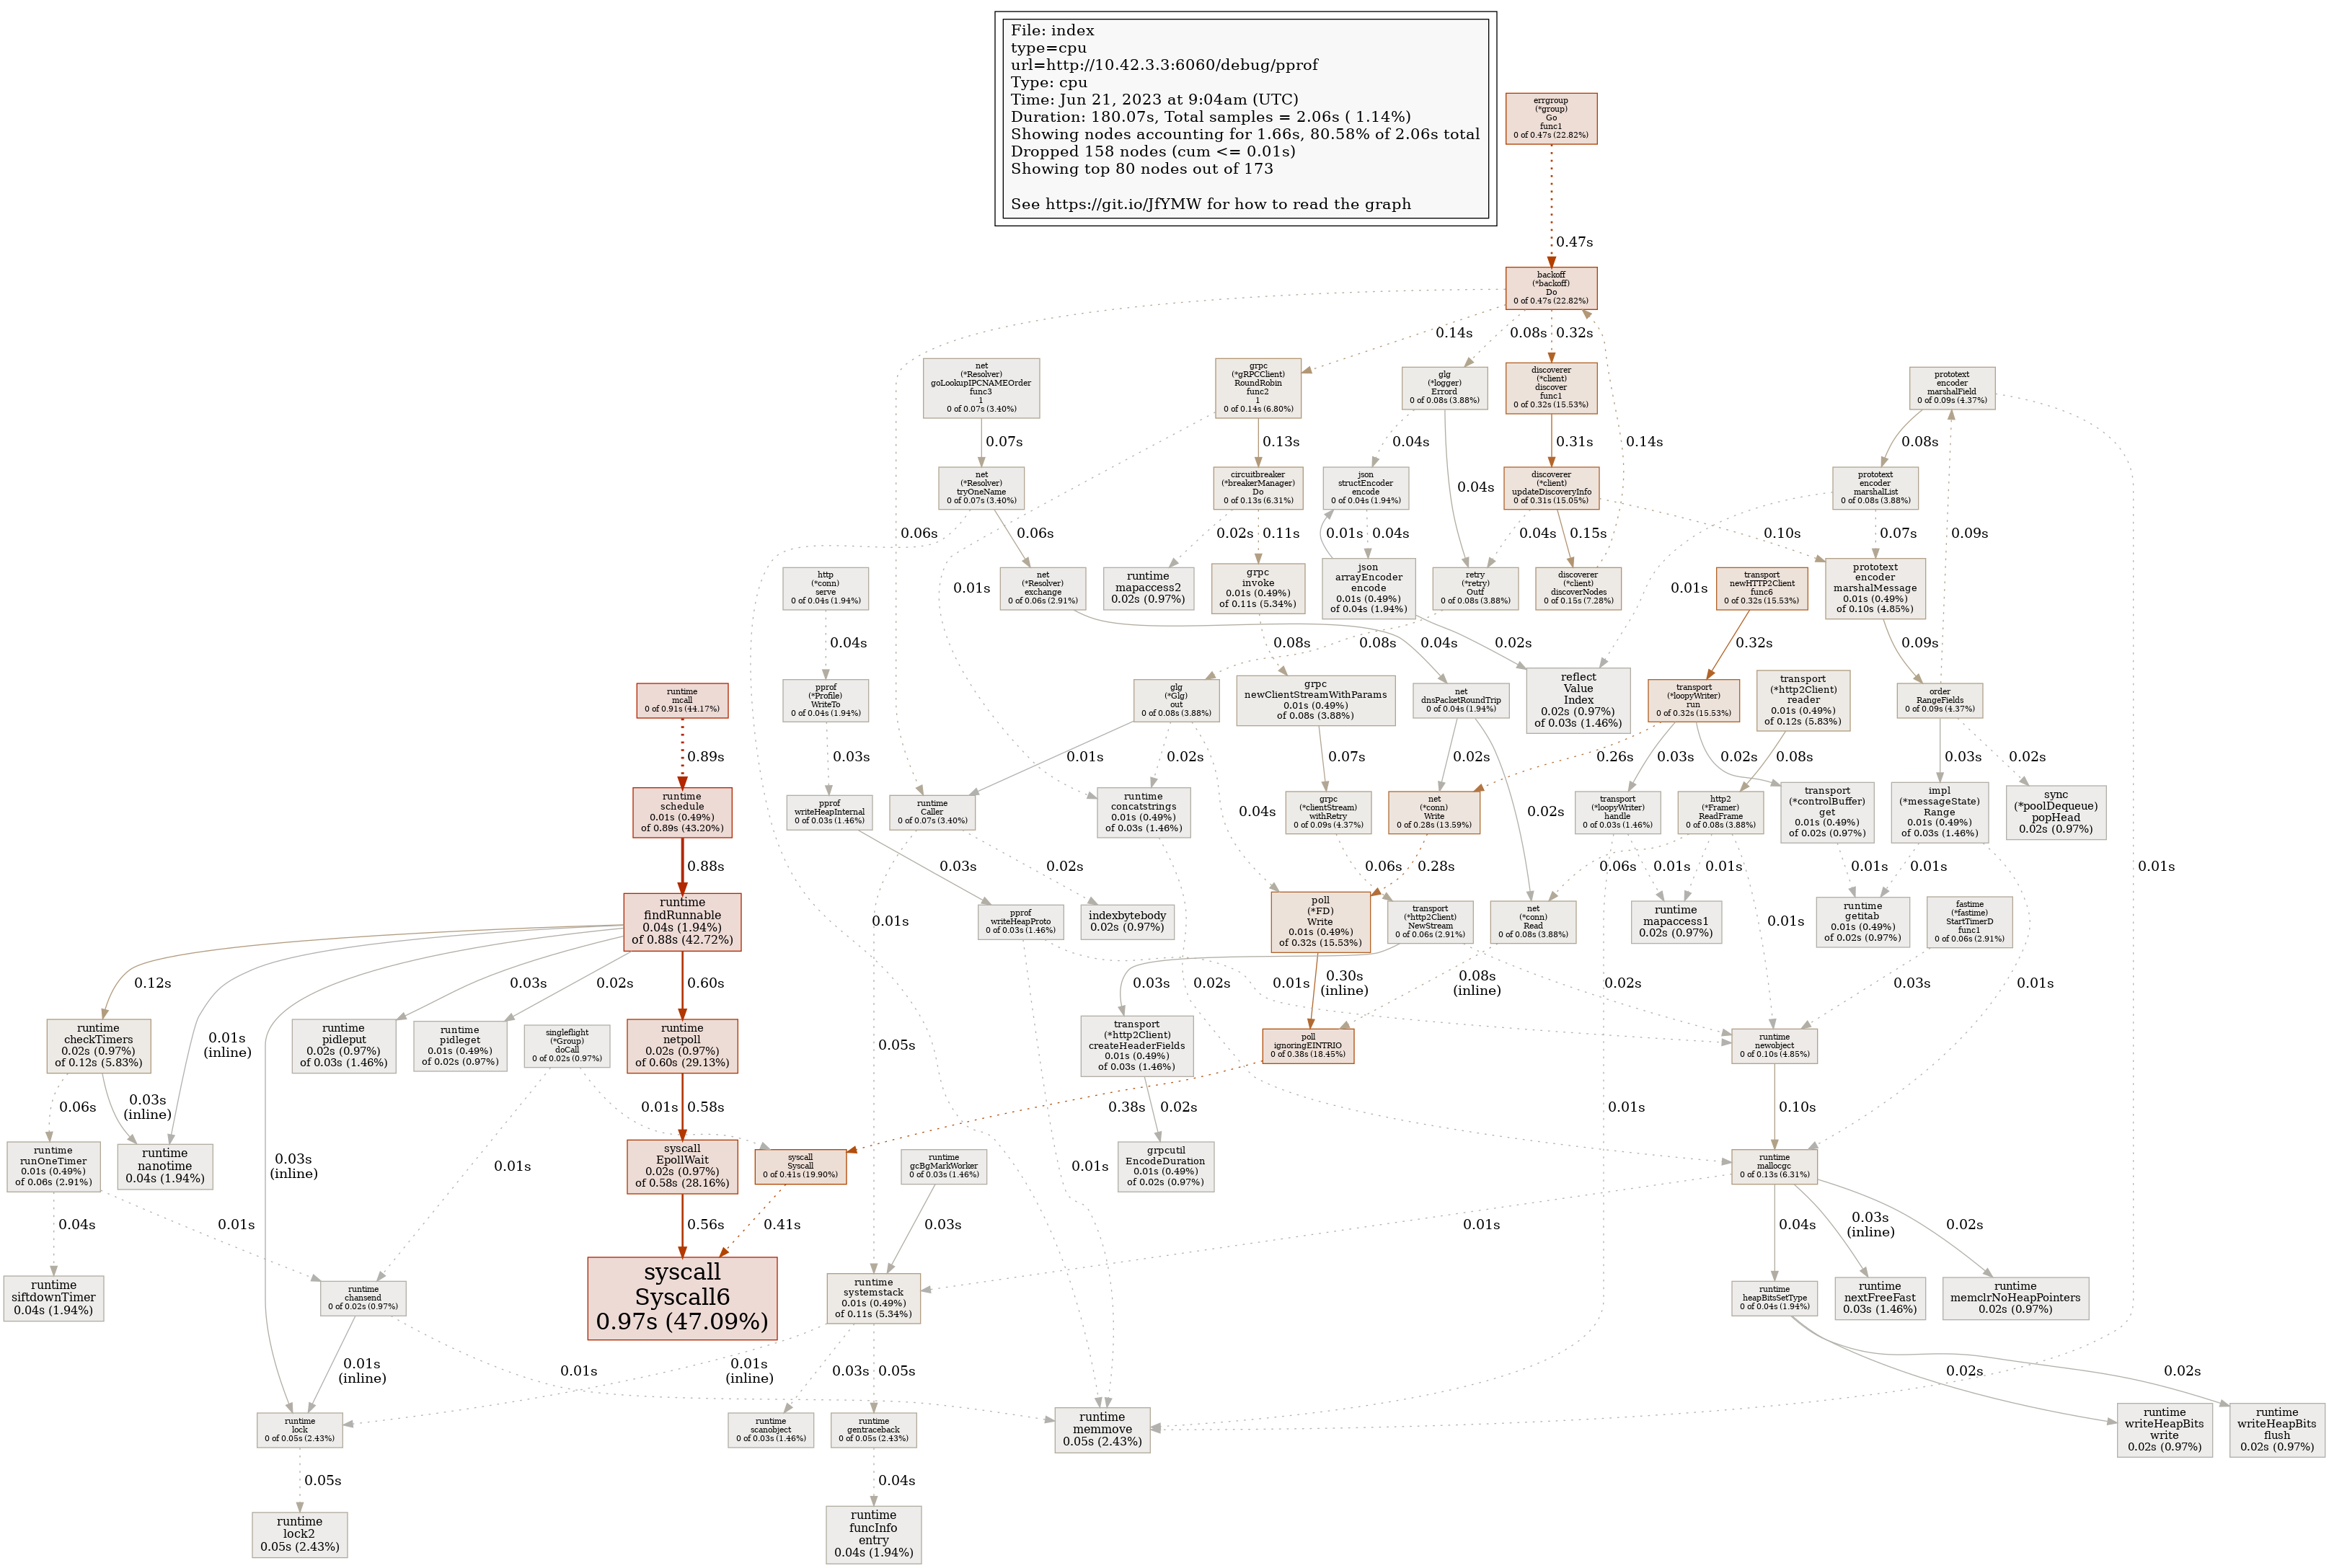 File: index
type=cpu
url=http://10.42.3.3:6060/debug/pprof
Type: cpu
Time: Jun 21, 2023 at 9:04am (UTC)
Duration: 180.07s, Total samples = 2.06s ( 1.14%)
Showing nodes accounting for 1.66s, 80.58% of 2.06s total
Dropped 158 nodes (cum <= 0.01s)
Showing top 80 nodes out of 173
See https://git.io/JfYMW for how to read the graph
errgroup
(*group)
Go
func1
0 of 0.47s (22.82%)
0.47s
backoff
(*backoff)
Do
0 of 0.47s (22.82%)
0.14s
0.08s
0.32s
net
(*Resolver)
goLookupIPCNAMEOrder
func3
1
0 of 0.07s (3.40%)
grpc
(*gRPCClient)
RoundRobin
func2
1
0 of 0.14s (6.80%)
glg
(*logger)
Errord
0 of 0.08s (3.88%)
discoverer
(*client)
discover
func1
0 of 0.32s (15.53%)
prototext
encoder
marshalField
0 of 0.09s (4.37%)
0.07s
0.13s
0.04s
0.31s
0.14s
0.08s
net
(*Resolver)
tryOneName
0 of 0.07s (3.40%)
circuitbreaker
(*breakerManager)
Do
0 of 0.13s (6.31%)
json
structEncoder
encode
0 of 0.04s (1.94%)
0.04s
discoverer
(*client)
updateDiscoveryInfo
0 of 0.31s (15.05%)
prototext
encoder
marshalList
0 of 0.08s (3.88%)
0.06s
0.06s
0.02s
0.11s
0.01s
0.04s
0.04s
0.15s
0.10s
0.07s
0.09s
http
(*conn)
serve
0 of 0.04s (1.94%)
0.01s
net
(*Resolver)
exchange
0 of 0.06s (2.91%)
runtime
mapaccess2
0.02s (0.97%)
grpc
invoke
0.01s (0.49%)
of 0.11s (5.34%)
json
arrayEncoder
encode
0.01s (0.49%)
of 0.04s (1.94%)
retry
(*retry)
Outf
0 of 0.08s (3.88%)
discoverer
(*client)
discoverNodes
0 of 0.15s (7.28%)
0.01s
transport
newHTTP2Client
func6
0 of 0.32s (15.53%)
prototext
encoder
marshalMessage
0.01s (0.49%)
of 0.10s (4.85%)
0.04s
0.08s
0.08s
0.04s
0.02s
0.32s
0.09s
runtime
mcall
0 of 0.91s (44.17%)
pprof
(*Profile)
WriteTo
0 of 0.04s (1.94%)
glg
(*Glg)
out
0 of 0.08s (3.88%)
grpc
newClientStreamWithParams
0.01s (0.49%)
of 0.08s (3.88%)
net
dnsPacketRoundTrip
0 of 0.04s (1.94%)
reflect
Value
Index
0.02s (0.97%)
of 0.03s (1.46%)
transport
(*loopyWriter)
run
0 of 0.32s (15.53%)
transport
(*http2Client)
reader
0.01s (0.49%)
of 0.12s (5.83%)
order
RangeFields
0 of 0.09s (4.37%)
0.89s
0.03s
0.01s
0.02s
0.07s
0.02s
0.26s
0.03s
0.02s
0.08s
0.03s
0.02s
runtime
schedule
0.01s (0.49%)
of 0.89s (43.20%)
pprof
writeHeapInternal
0 of 0.03s (1.46%)
runtime
Caller
0 of 0.07s (3.40%)
runtime
concatstrings
0.01s (0.49%)
of 0.03s (1.46%)
0.04s
grpc
(*clientStream)
withRetry
0 of 0.09s (4.37%)
net
(*conn)
Write
0 of 0.28s (13.59%)
0.02s
transport
(*loopyWriter)
handle
0 of 0.03s (1.46%)
http2
(*Framer)
ReadFrame
0 of 0.08s (3.88%)
transport
(*controlBuffer)
get
0.01s (0.49%)
of 0.02s (0.97%)
impl
(*messageState)
Range
0.01s (0.49%)
of 0.03s (1.46%)
sync
(*poolDequeue)
popHead
0.02s (0.97%)
0.88s
0.03s
0.02s
0.06s
0.28s
0.06s
0.01s
0.01s
0.01s
0.01s
0.01s
runtime
findRunnable
0.04s (1.94%)
of 0.88s (42.72%)
pprof
writeHeapProto
0 of 0.03s (1.46%)
0.01s
indexbytebody
0.02s (0.97%)
poll
(*FD)
Write
0.01s (0.49%)
of 0.32s (15.53%)
transport
(*http2Client)
NewStream
0 of 0.06s (2.91%)
net
(*conn)
Read
0 of 0.08s (3.88%)
runtime
mapaccess1
0.02s (0.97%)
0.01s
runtime
getitab
0.01s (0.49%)
of 0.02s (0.97%)
fastime
(*fastime)
StartTimerD
func1
0 of 0.06s (2.91%)
0.12s
0.03s
0.02s
0.60s
0.03s
0.02s
0.01s
0.30s
(inline)
0.08s
(inline)
0.02s
0.03s
0.01s
runtime
checkTimers
0.02s (0.97%)
of 0.12s (5.83%)
0.01s
(inline)
runtime
pidleput
0.02s (0.97%)
of 0.03s (1.46%)
runtime
pidleget
0.01s (0.49%)
of 0.02s (0.97%)
singleflight
(*Group)
doCall
0 of 0.02s (0.97%)
runtime
netpoll
0.02s (0.97%)
of 0.60s (29.13%)
0.05s
transport
(*http2Client)
createHeaderFields
0.01s (0.49%)
of 0.03s (1.46%)
poll
ignoringEINTRIO
0 of 0.38s (18.45%)
runtime
newobject
0 of 0.10s (4.85%)
0.06s
0.03s
(inline)
0.01s
0.58s
0.02s
0.38s
0.01s
0.10s
runtime
runOneTimer
0.01s (0.49%)
of 0.06s (2.91%)
runtime
nanotime
0.04s (1.94%)
0.03s
(inline)
0.01s
syscall
EpollWait
0.02s (0.97%)
of 0.58s (28.16%)
syscall
Syscall
0 of 0.41s (19.90%)
runtime
gcBgMarkWorker
0 of 0.03s (1.46%)
0.01s
grpcutil
EncodeDuration
0.01s (0.49%)
of 0.02s (0.97%)
runtime
mallocgc
0 of 0.13s (6.31%)
0.04s
0.01s
0.56s
0.41s
0.03s
0.01s
0.04s
0.03s
(inline)
0.02s
runtime
siftdownTimer
0.04s (1.94%)
runtime
chansend
0 of 0.02s (0.97%)
syscall
Syscall6
0.97s (47.09%)
runtime
systemstack
0.01s (0.49%)
of 0.11s (5.34%)
runtime
heapBitsSetType
0 of 0.04s (1.94%)
runtime
nextFreeFast
0.03s (1.46%)
runtime
memclrNoHeapPointers
0.02s (0.97%)
0.01s
(inline)
0.01s
0.01s
(inline)
0.03s
0.05s
0.02s
0.02s
runtime
lock
0 of 0.05s (2.43%)
runtime
scanobject
0 of 0.03s (1.46%)
runtime
gentraceback
0 of 0.05s (2.43%)
runtime
memmove
0.05s (2.43%)
runtime
writeHeapBits
write
0.02s (0.97%)
runtime
writeHeapBits
flush
0.02s (0.97%)
0.05s
0.04s
runtime
lock2
0.05s (2.43%)
runtime
funcInfo
entry
0.04s (1.94%)